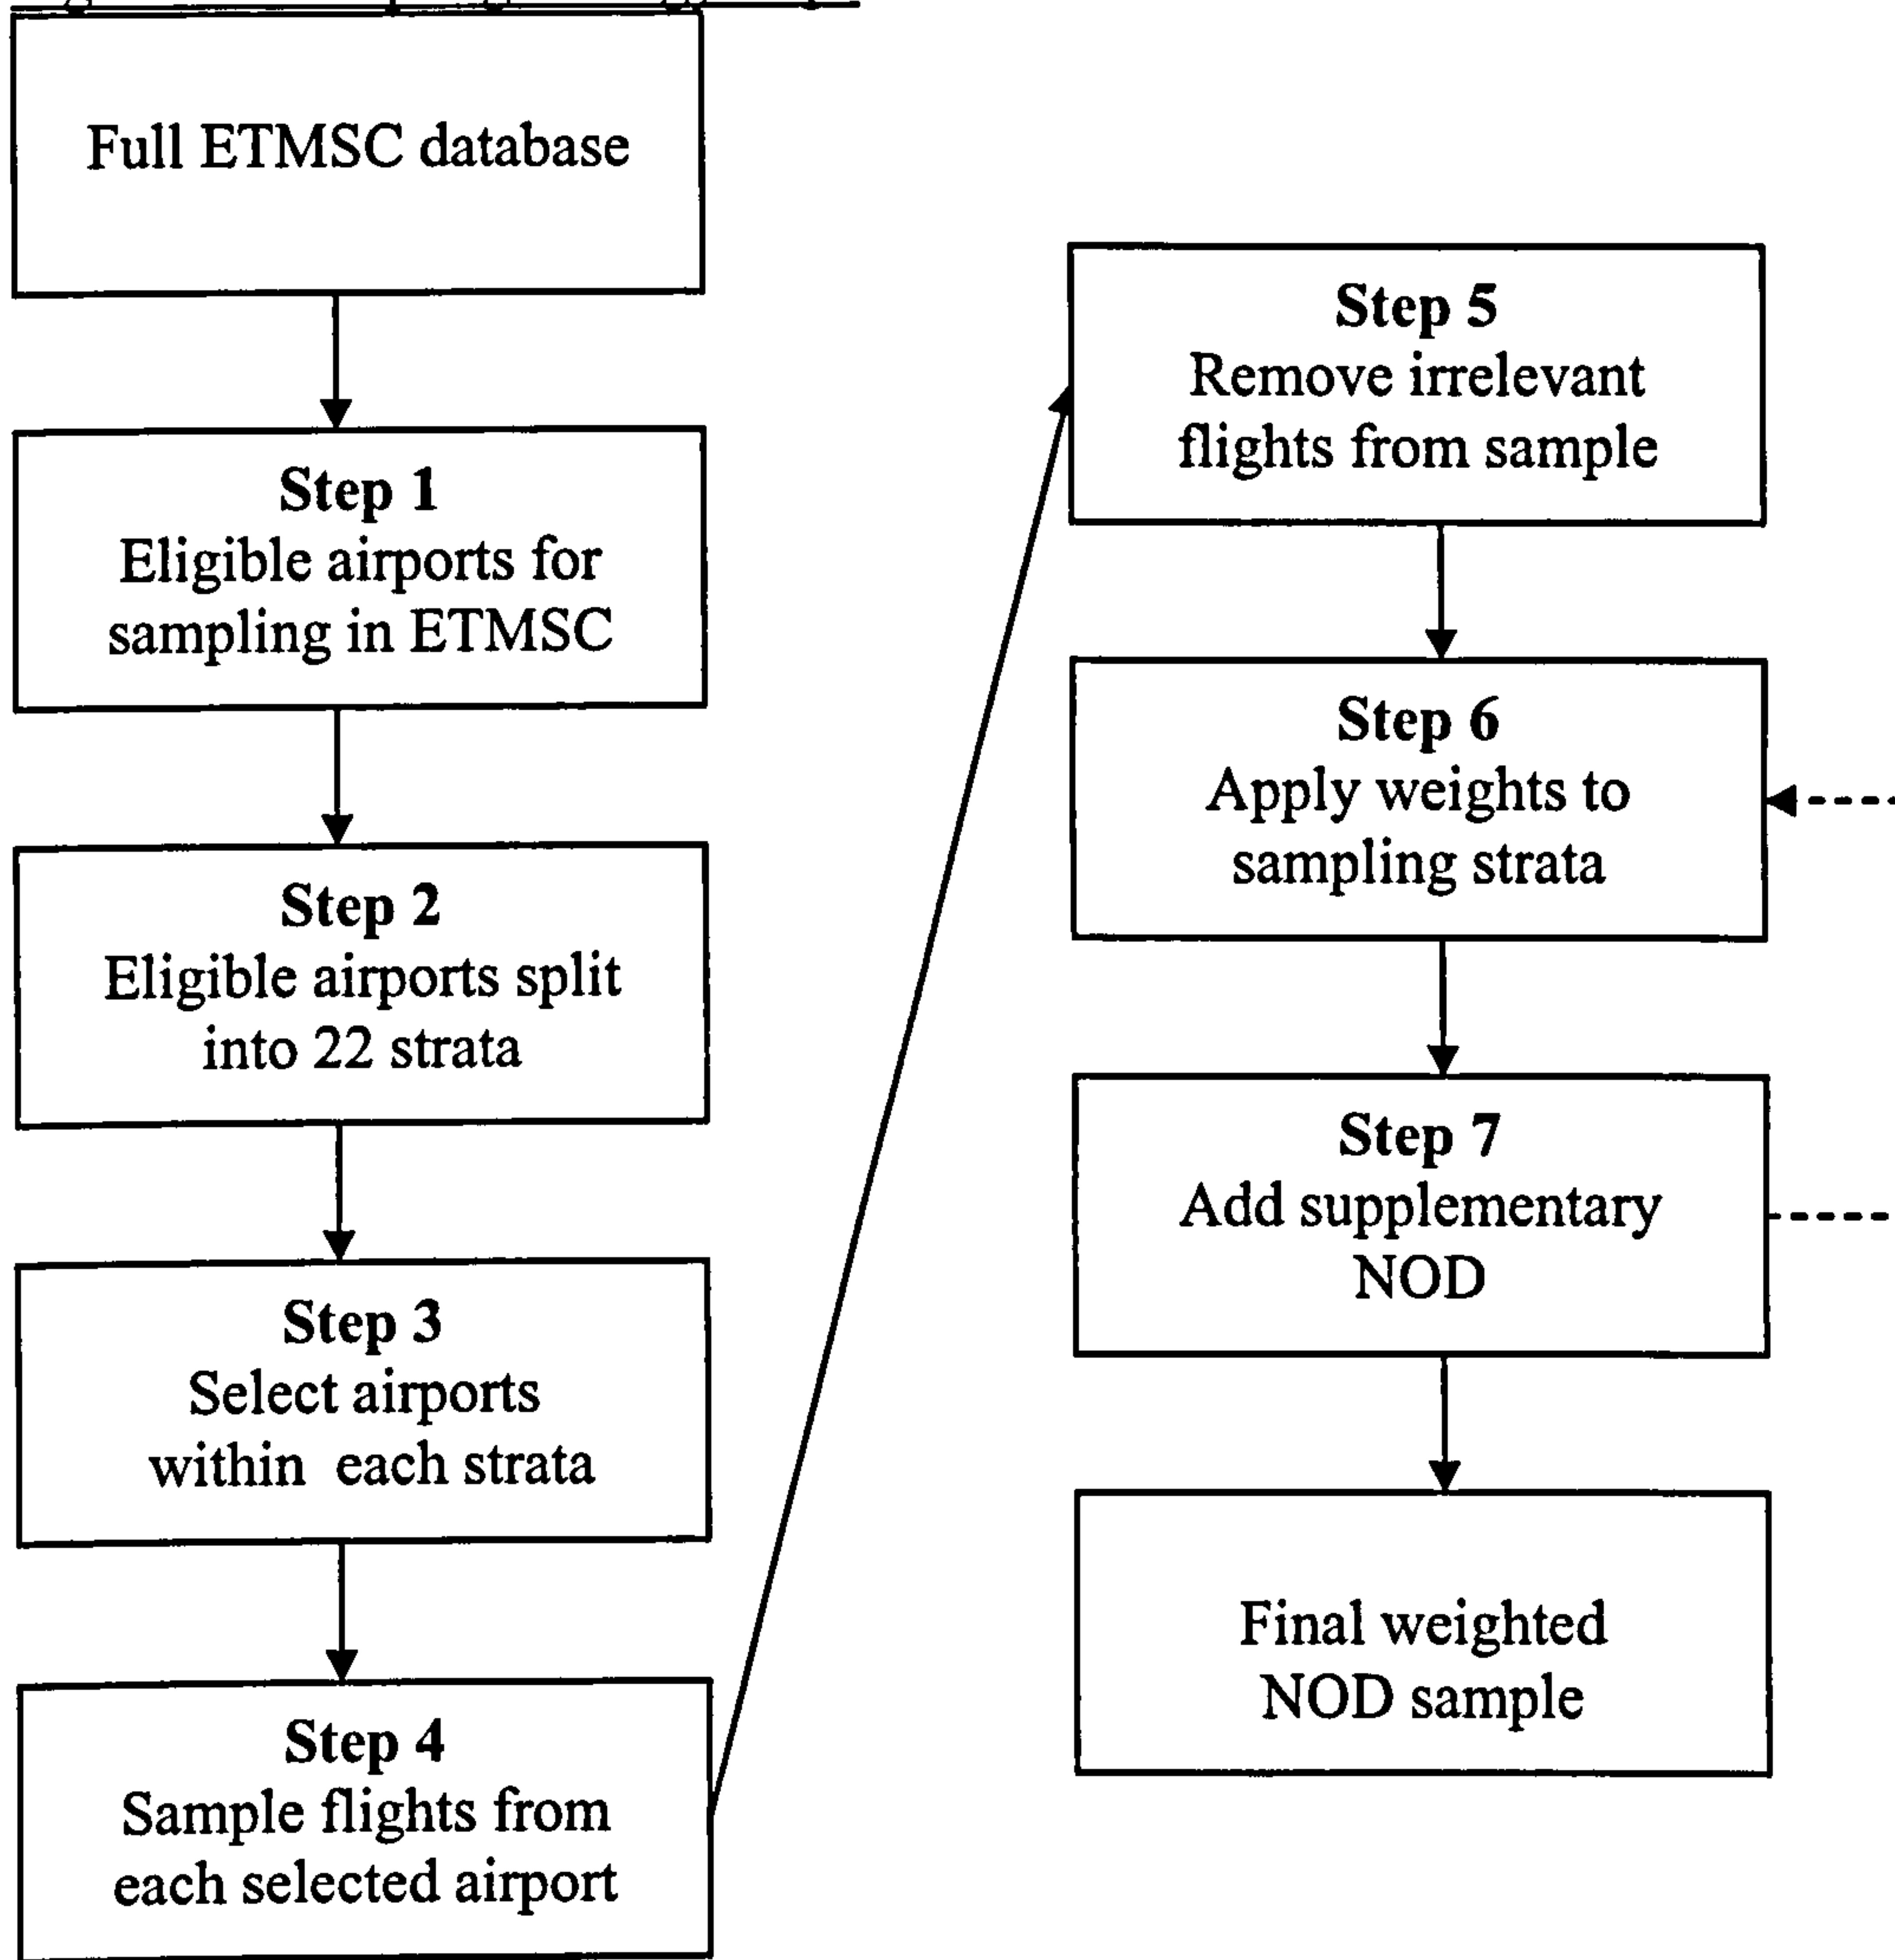 Full ETMSC database
Step 1
Eligible airports for
sampling in ETMSC
Step 2
Eligible airports split
into 22 strata
Step 3
Select airports
within each strata
Step 4
Sample flights from
each selected airport
Step 5
Remove irrelevant
flights from sample
Step 6
Apply weights to
sampling strata
Step 7
Add supplementary
NOD
Final weighted
NOD sample